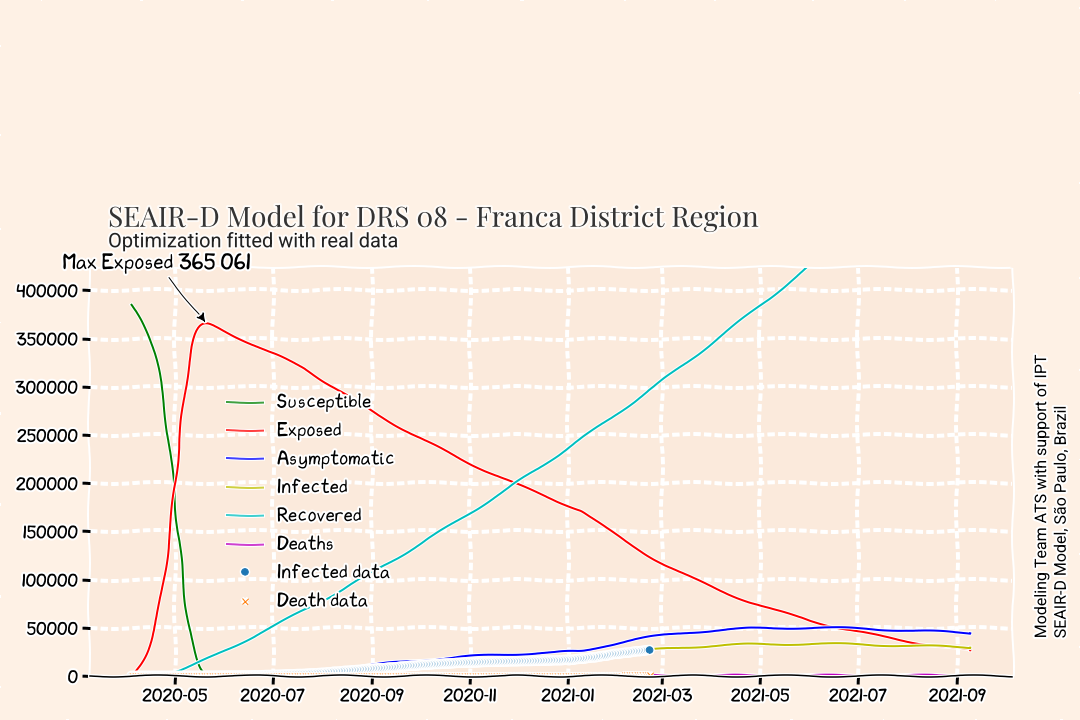 SEAIR-D Model for DRS 08 - Franca District Region
Optimization fitted with real data
Max Exposed 365 061
400000
350000
300000
250000
200000
150000
100000
50000
0
Susceptible
Exposed
Asymptomatic
Infected
Recovered
Deaths
Infected data
Death data
2020-05
2020-07
2020-09
2020-11
2021-01
2021-03
2021-05
2021-07
2021-09
Modeling Team ATS with support of IPT
SEAIR-D Model, São Paulo, Brazil